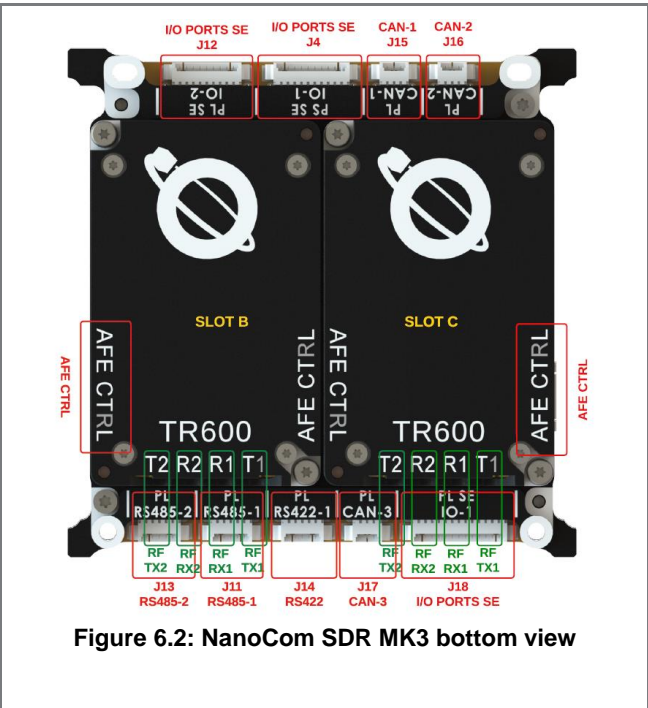 I/O PORTS SE
J12
I/O PORTS SE
J4
CAN-1
J15
CAN-2
J16
PL SE
IO-2
PS SE
IO-1
PL
CAN-1
PL
CAN-2
SLOT B
SLOT C
AFE CTRL
AFE CTRL
AFE CTRL
AFE CTRL
AFE CTRL
AFE CTRL
TR600
TR600
T2 R2 R1 T1
T2 R2 R1 T1
PL
RS485-2
PL
RS485-1
PL
RS422-1
PL
CAN-3
PL SE
IO-1
RF
TX2
RF
RX2
RF
RX1
RF
TX1
RF
TX2
RF
RX2
RF
RX1
RF
TX1
J13
RS485-2
J11
RS485-1
J14
RS422
J17
CAN-3
J18
I/O PORTS SE
Figure 6.2: NanoCom SDR MK3 bottom view